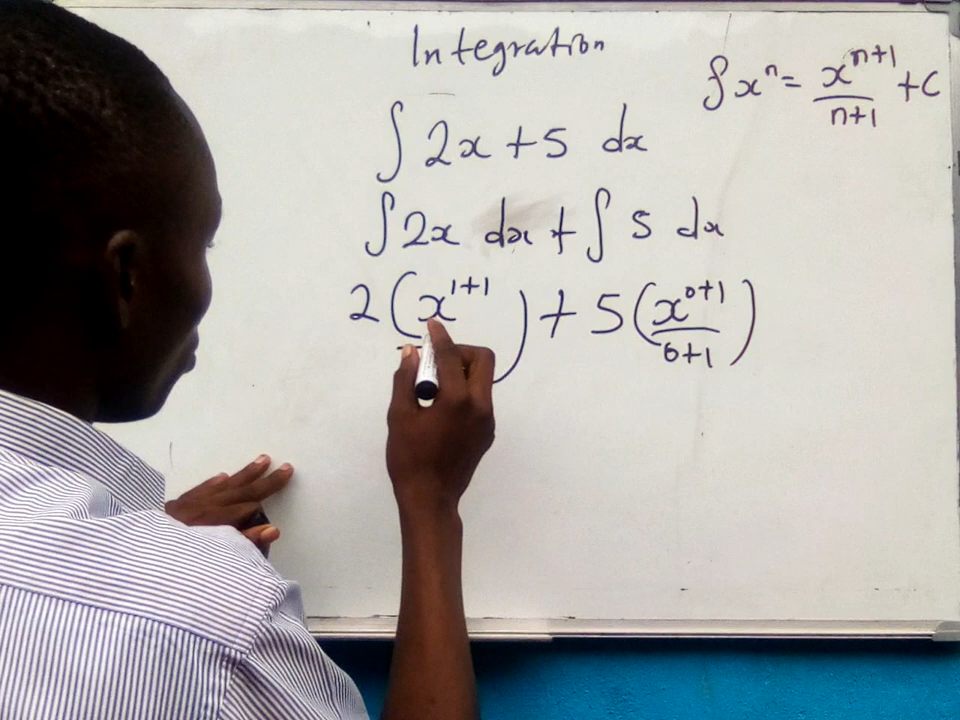 Integration
∫xⁿ = xⁿ⁺¹/n+1 + C
∫ 2x + 5 dx
∫ 2x dx + ∫ 5 dx
2(x¹⁺¹ ) + 5(x⁰⁺¹/0+1)